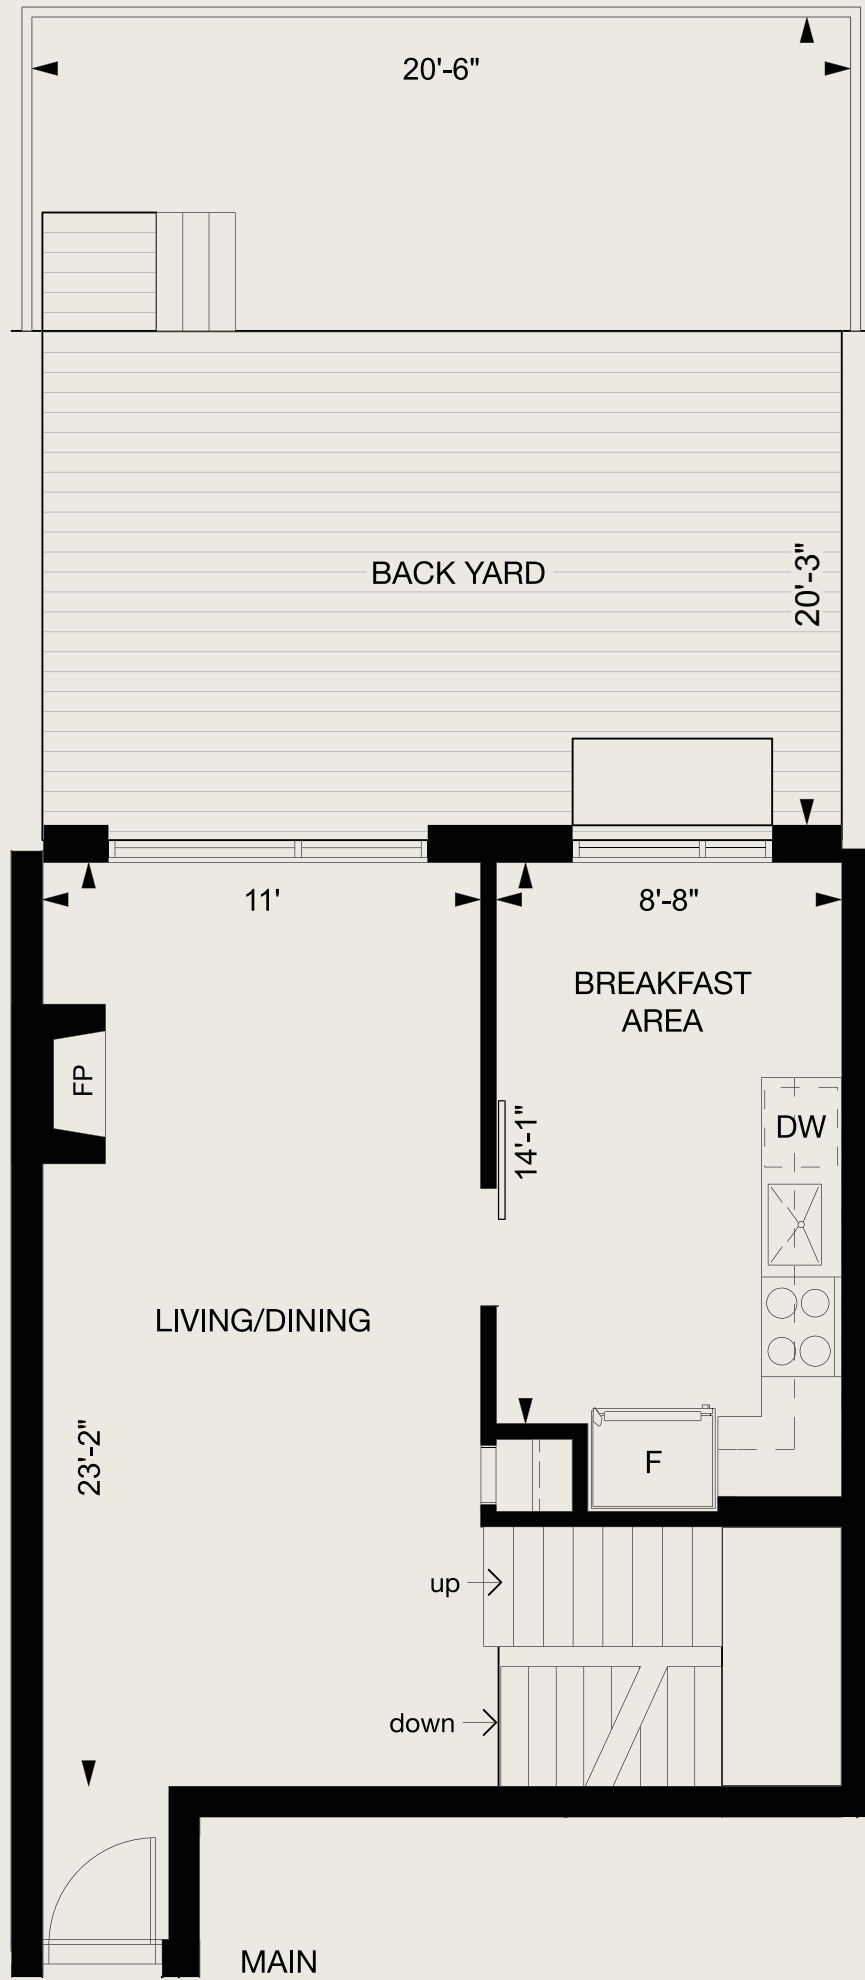 20'-6"
BACK YARD
20'-3"
11'
8'-8"
BREAKFAST
AREA
FP
14'-1"
DW
LIVING/DINING
23'-2"
F
up
down
MAIN